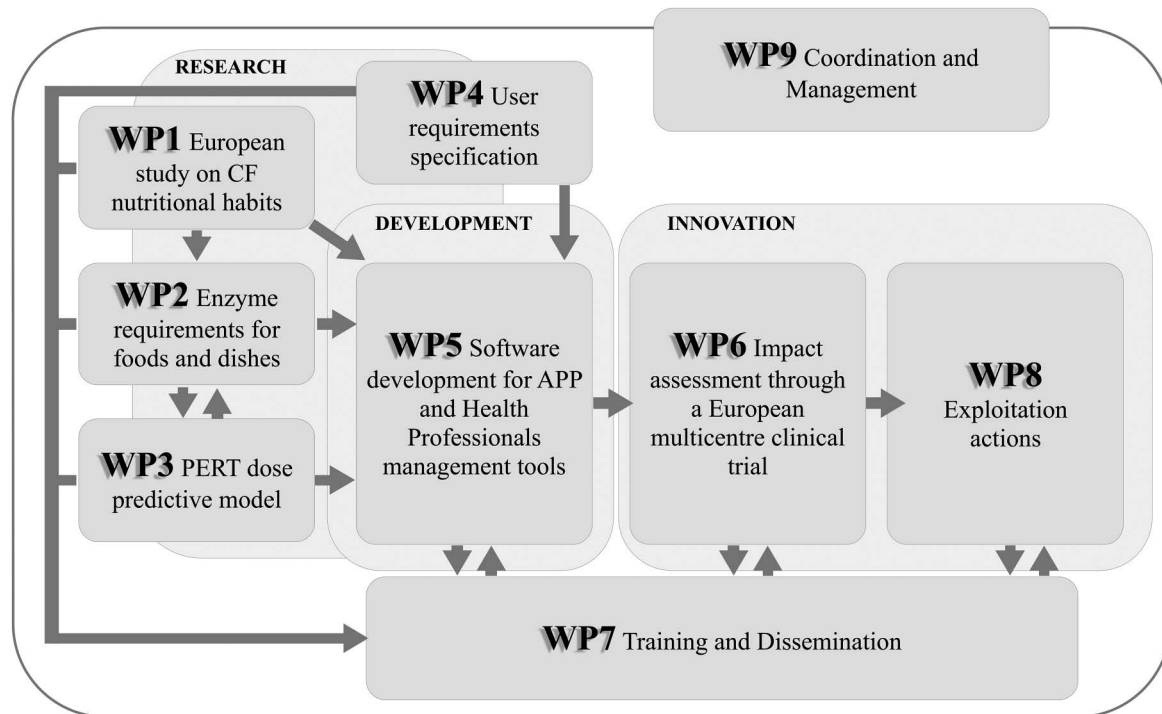 WP9 Coordination and
Management
RESEARCH
WP4 User
requirements
specification
WP1 European
study on CF
nutritional habits
DEVELOPMENT
INNOVATION
WP2 Enzyme
requirements for
foods and dishes
WP5 Software
development for APP
and Health
Professionals
management tools
WP6 Impact
assessment through
a European
multicentre clinical
trial
WP8
Exploitation
actions
WP3 PERT dose
predictive model
WP7 Training and Dissemination